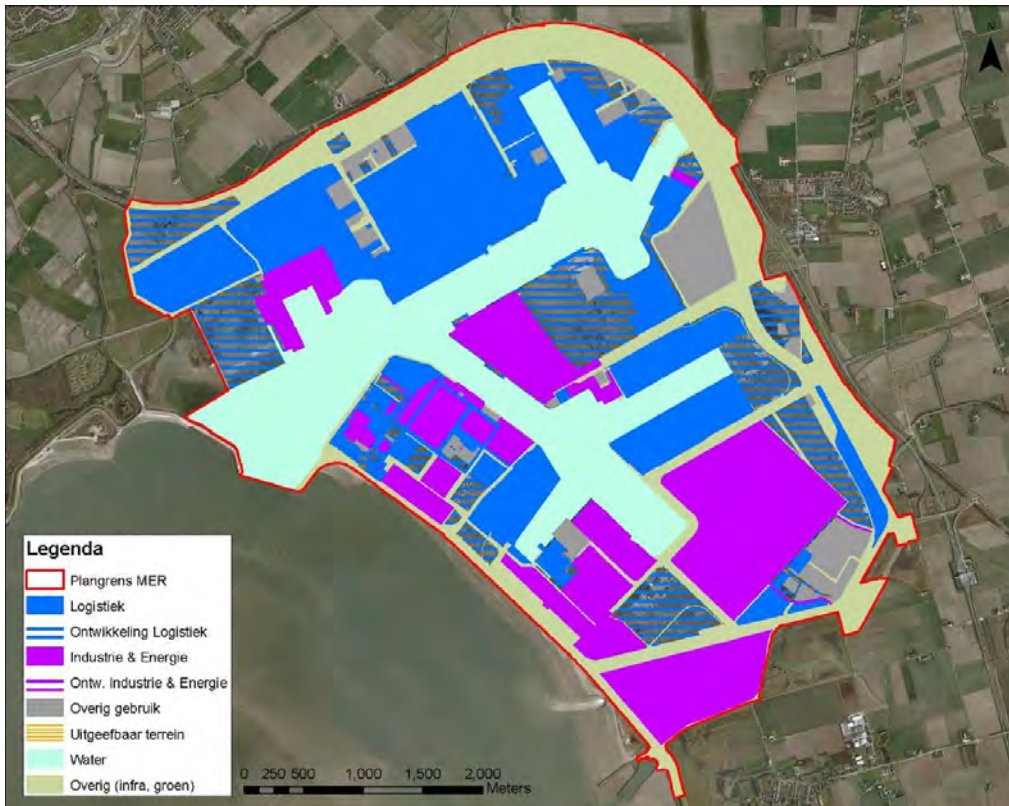 N
Legenda
Plangrens MER
Logistiek
Ontwikkeling Logistiek
Industrie & Energie
Ontw. Industrie & Energie
Overig gebruik
Uitgeefbaar terrein
Water
Overig (infra, groen)
0 250 500 1,000 1,500 2,000
Meters